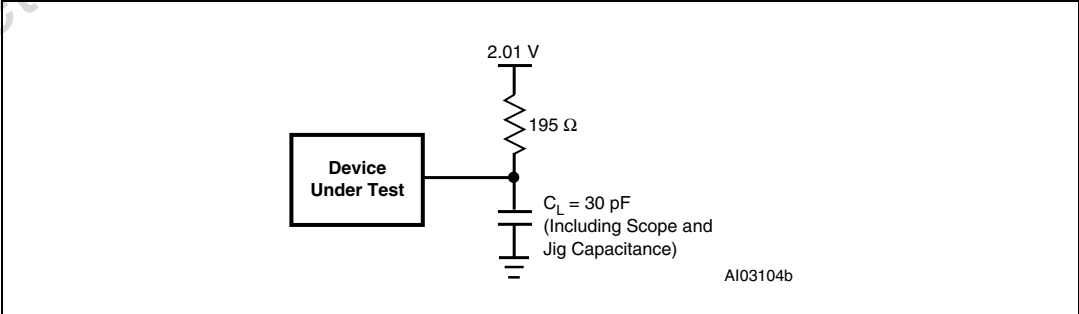 2.01 V
195 Ω
Device
Under Test
C_L = 30 pF
(Including Scope and
Jig Capacitance)
AI03104b